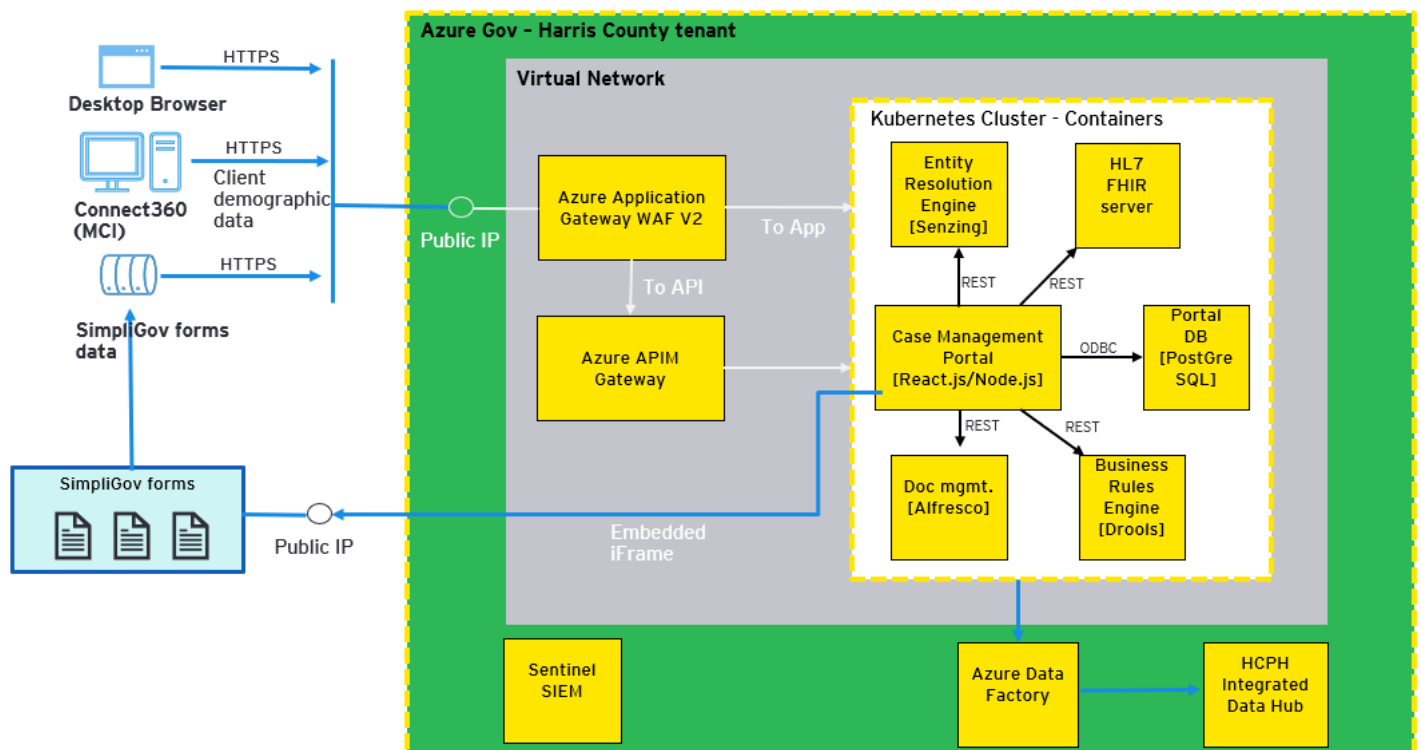 Azure Gov – Harris County tenant
Virtual Network
HTTPS
Desktop Browser
HTTPS
Client
demographic
data
Connect360
(MCI)
HTTPS
SimpliGov forms
data
SimpliGov forms
Public IP
Public IP
Azure Application
Gateway WAF V2
To App
To API
Azure APIM
Gateway
Embedded
iFrame
Kubernetes Cluster - Containers
Entity
Resolution
Engine
[Senzing]
HL7
FHIR
server
REST
REST
Case Management
Portal
[React.js/Node.js]
ODBC
Portal
DB
[PostGre
SQL]
REST
REST
Doc mgmt.
[Alfresco]
Business
Rules
Engine
[Drools]
Sentinel
SIEM
Azure Data
Factory
HCPH
Integrated
Data Hub